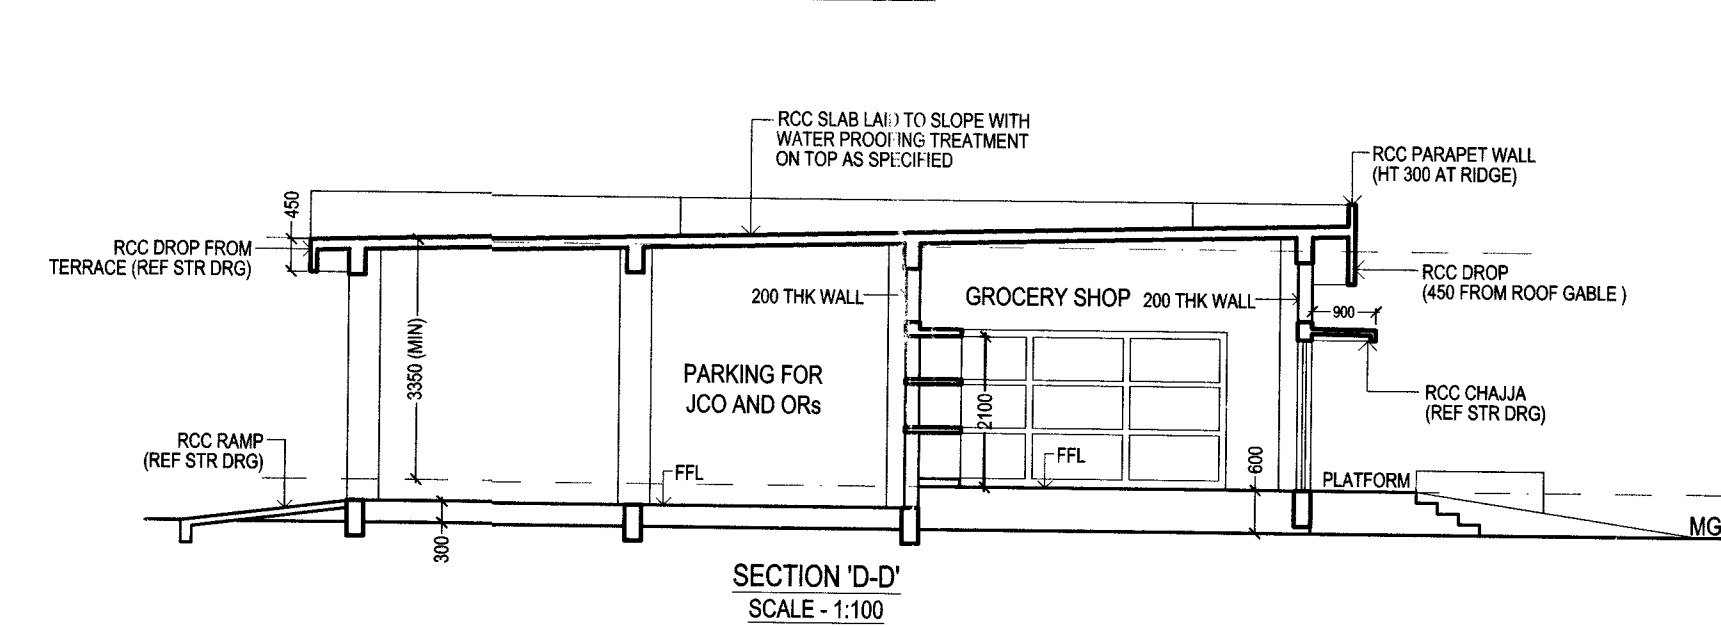 RCC SLAB LAID TO SLOPE WITH
WATER PROOFING TREATMENT
ON TOP AS SPECIFIED
RCC PARAPET WALL
(HT 300 AT RIDGE)
450
RCC DROP FROM
TERRACE (REF STR DRG)
RCC DROP
(450 FROM ROOF GABLE )
200 THK WALL
GROCERY SHOP
200 THK WALL
900
3350 (MIN)
PARKING FOR
JCO AND ORs
2100
RCC CHAJJA
(REF STR DRG)
RCC RAMP
(REF STR DRG)
FFL
FFL
600
PLATFORM
300
MG
SECTION 'D-D'
SCALE - 1:100